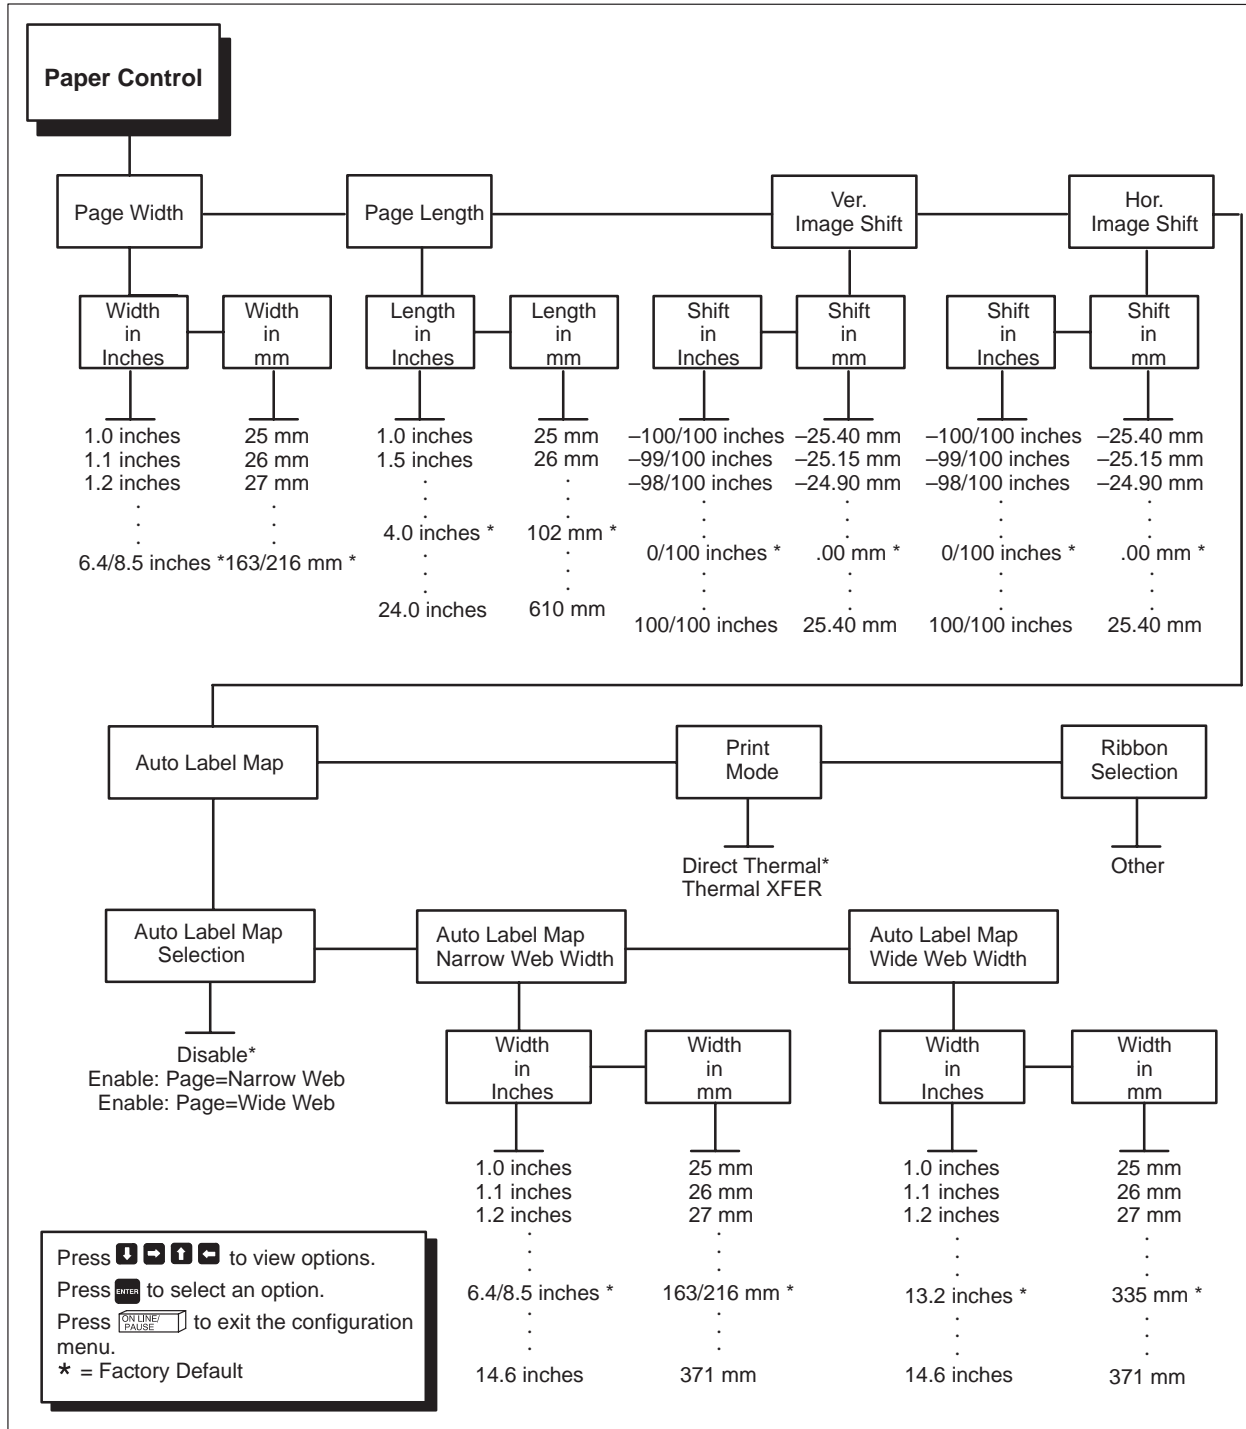 Paper Control
Page Width
Page Length
Ver.
Image Shift
Hor.
Image Shift
Width
in
Inches
Width
in
mm
Length
in
Inches
Length
in
mm
Shift
in
Inches
Shift
in
mm
Shift
in
Inches
Shift
in
mm
1.0 inches
1.1 inches
1.2 inches
.
.
.
6.4/8.5 inches *
25 mm
26 mm
27 mm
.
.
.
163/216 mm *
1.0 inches
1.5 inches
.
.
4.0 inches *
.
.
.
24.0 inches
25 mm
26 mm
.
.
102 mm *
.
.
.
610 mm
–100/100 inches
–99/100 inches
–98/100 inches
.
.
.
0/100 inches *
.
.
.
100/100 inches
–25.40 mm
–25.15 mm
–24.90 mm
.
.
.
.00 mm *
.
.
.
25.40 mm
–100/100 inches
–99/100 inches
–98/100 inches
.
.
.
0/100 inches *
.
.
.
100/100 inches
–25.40 mm
–25.15 mm
–24.90 mm
.
.
.
.00 mm *
.
.
.
25.40 mm
Auto Label Map
Print
Mode
Ribbon
Selection
Direct Thermal*
Thermal XFER
Other
Auto Label Map
Selection
Auto Label Map
Narrow Web Width
Auto Label Map
Wide Web Width
Disable*
Enable: Page=Narrow Web
Enable: Page=Wide Web
Width
in
Inches
Width
in
mm
Width
in
Inches
Width
in
mm
1.0 inches
1.1 inches
1.2 inches
.
.
.
6.4/8.5 inches *
.
.
.
14.6 inches
25 mm
26 mm
27 mm
.
.
.
163/216 mm *
.
.
.
371 mm
1.0 inches
1.1 inches
1.2 inches
.
.
.
13.2 inches *
.
.
.
14.6 inches
25 mm
26 mm
27 mm
.
.
.
335 mm *
.
.
.
371 mm
Press ⬇ ➡ ⬆ ⬅ to view options.
Press ENTER to select an option.
Press ON LINE/ PAUSE to exit the configuration
menu.
* = Factory Default